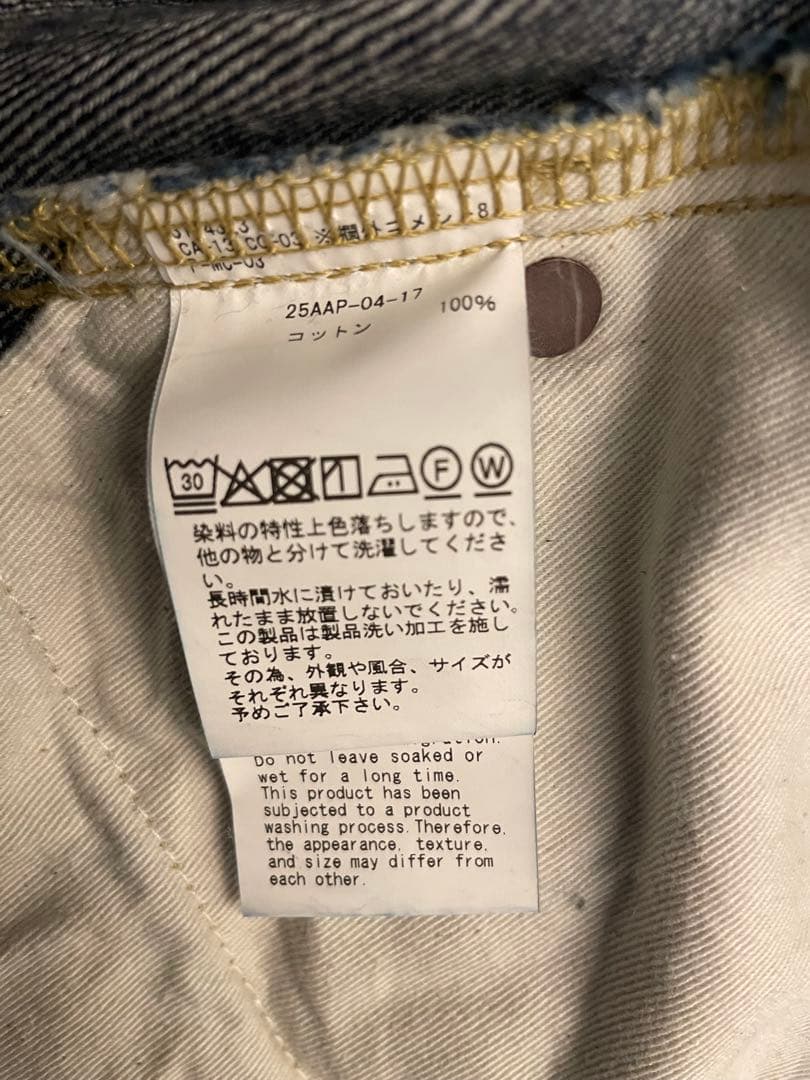 25AAP-04-17
コットン 100%
30 F W
染料の特性上色落ちしますので、
他の物と分けて洗濯してくださ
い。
長時間水に漬けておいたり、濡
れたまま放置しないでください。
この製品は製品洗い加工を施し
ております。
その為、外観や風合、サイズが
それぞれ異なります。
予めご了承下さい。
Do not leave soaked or
wet for a long time.
This product has been
subjected to a product
washing process. Therefore,
the appearance, texture,
and size may differ from
each other.